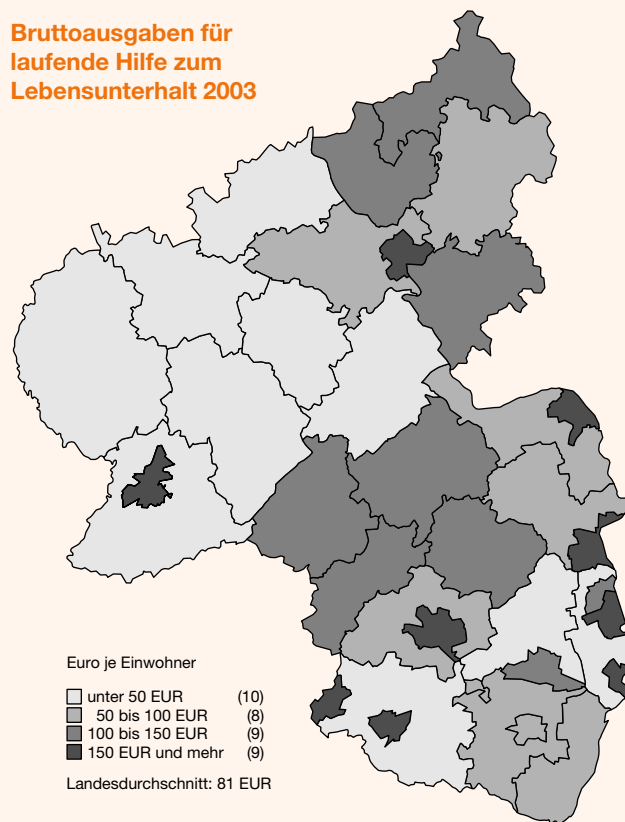 Bruttoausgaben für
laufende Hilfe zum
Lebensunterhalt 2003
Euro je Einwohner
unter 50 EUR (10)
50 bis 100 EUR (8)
100 bis 150 EUR (9)
150 EUR und mehr (9)
Landesdurchschnitt: 81 EUR